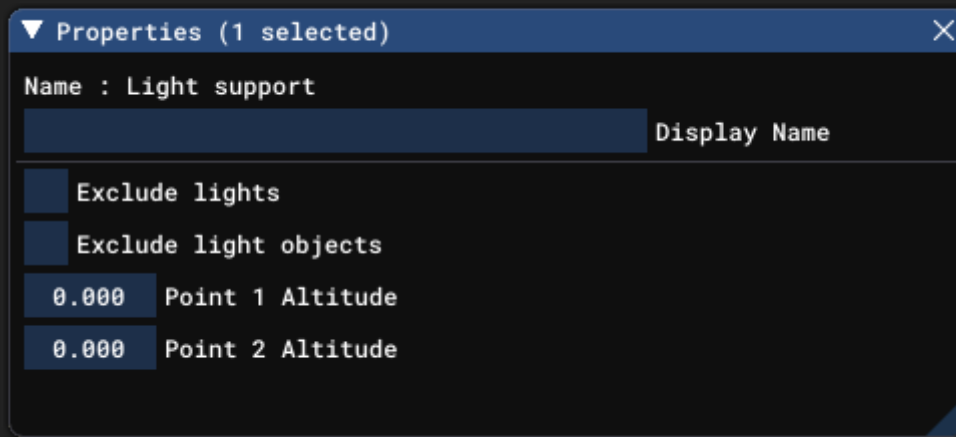 Properties (1 selected)
Name : Light support
Display Name
Exclude lights
Exclude light objects
0.000 Point 1 Altitude
0.000 Point 2 Altitude